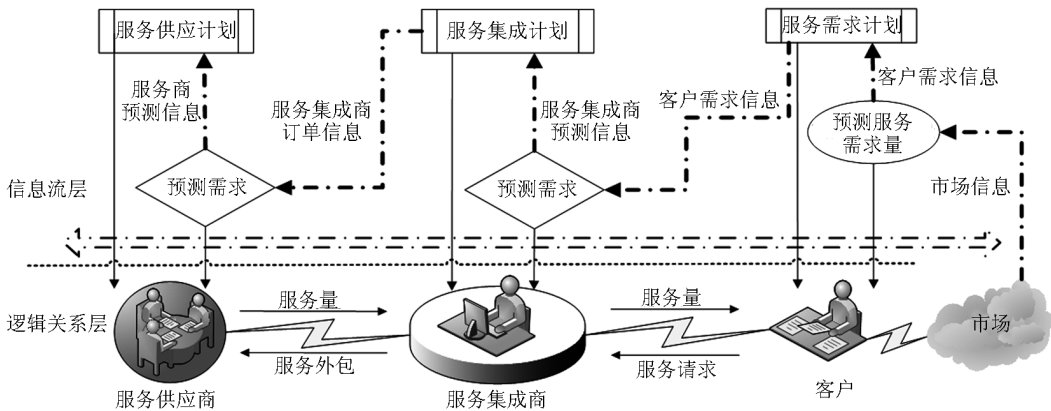 服务供应计划
服务集成计划
服务需求计划
服务商
预测信息
服务集成商
订单信息
服务集成商
预测信息
客户需求信息
客户需求信息
预测服务
需求量
预测需求
预测需求
信息流层
市场信息
1
服务量
服务量
逻辑关系层
市场
服务外包
服务请求
服务供应商
服务集成商
客户